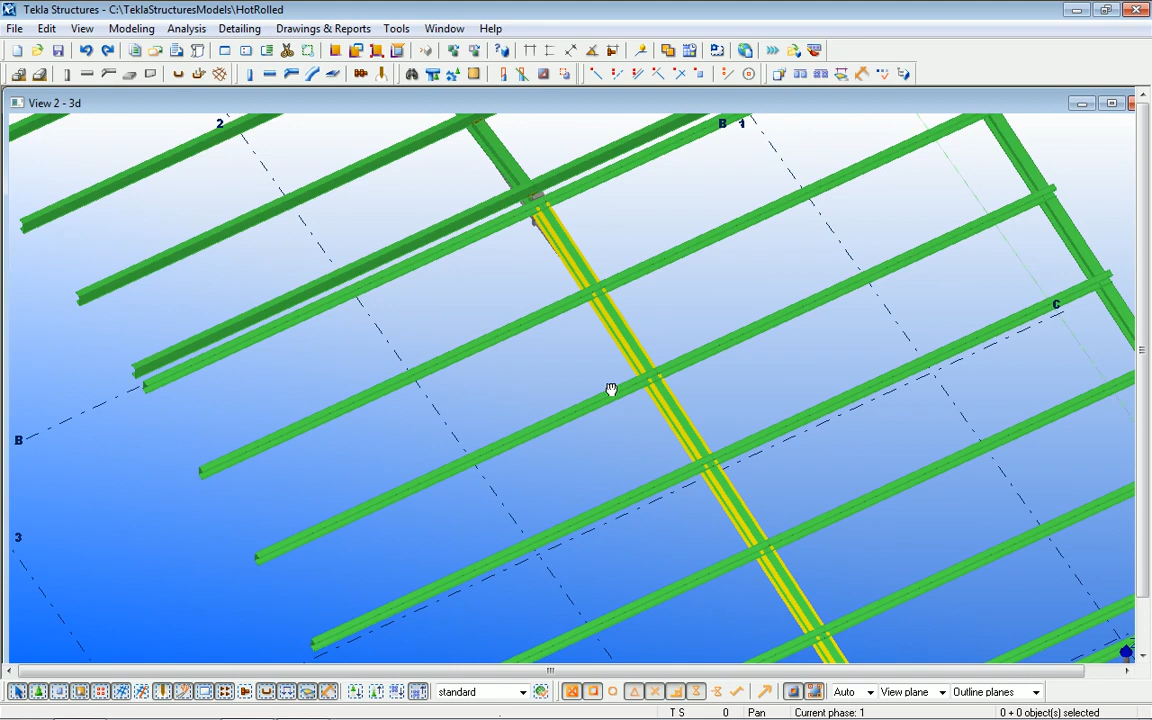 Tekla Structures - C:\TeklaStructuresModels\HotRolled
File Edit View Modeling Analysis Detailing Drawings & Reports Tools Window Help
View 2 - 3d
2
B
1
C
B
3
standard
Auto
View plane
Outline planes
T S 0 Pan Current phase: 1 0 + 0 object(s) selected